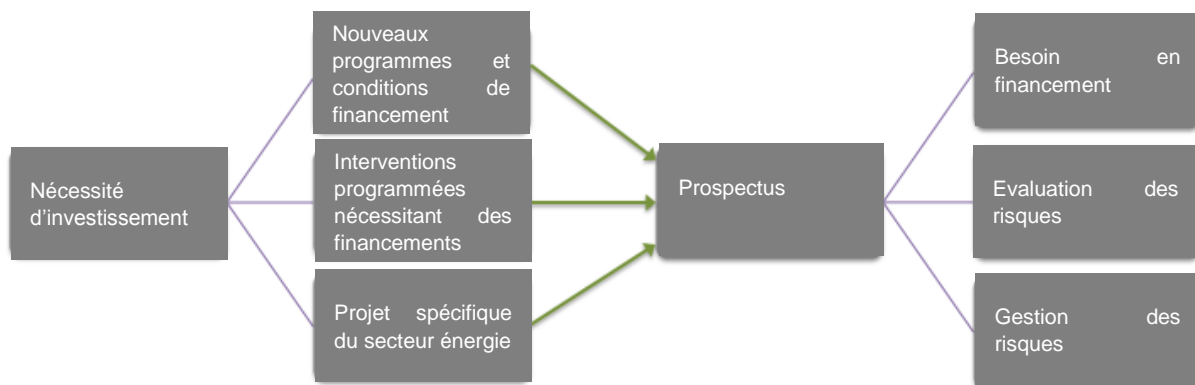 Nécessité
d’investissement
Nouveaux
programmes et
conditions de
financement
Interventions
programmées
nécessitant des
financements
Projet spécifique
du secteur énergie
Prospectus
Besoin en
financement
Evaluation des
risques
Gestion des
risques